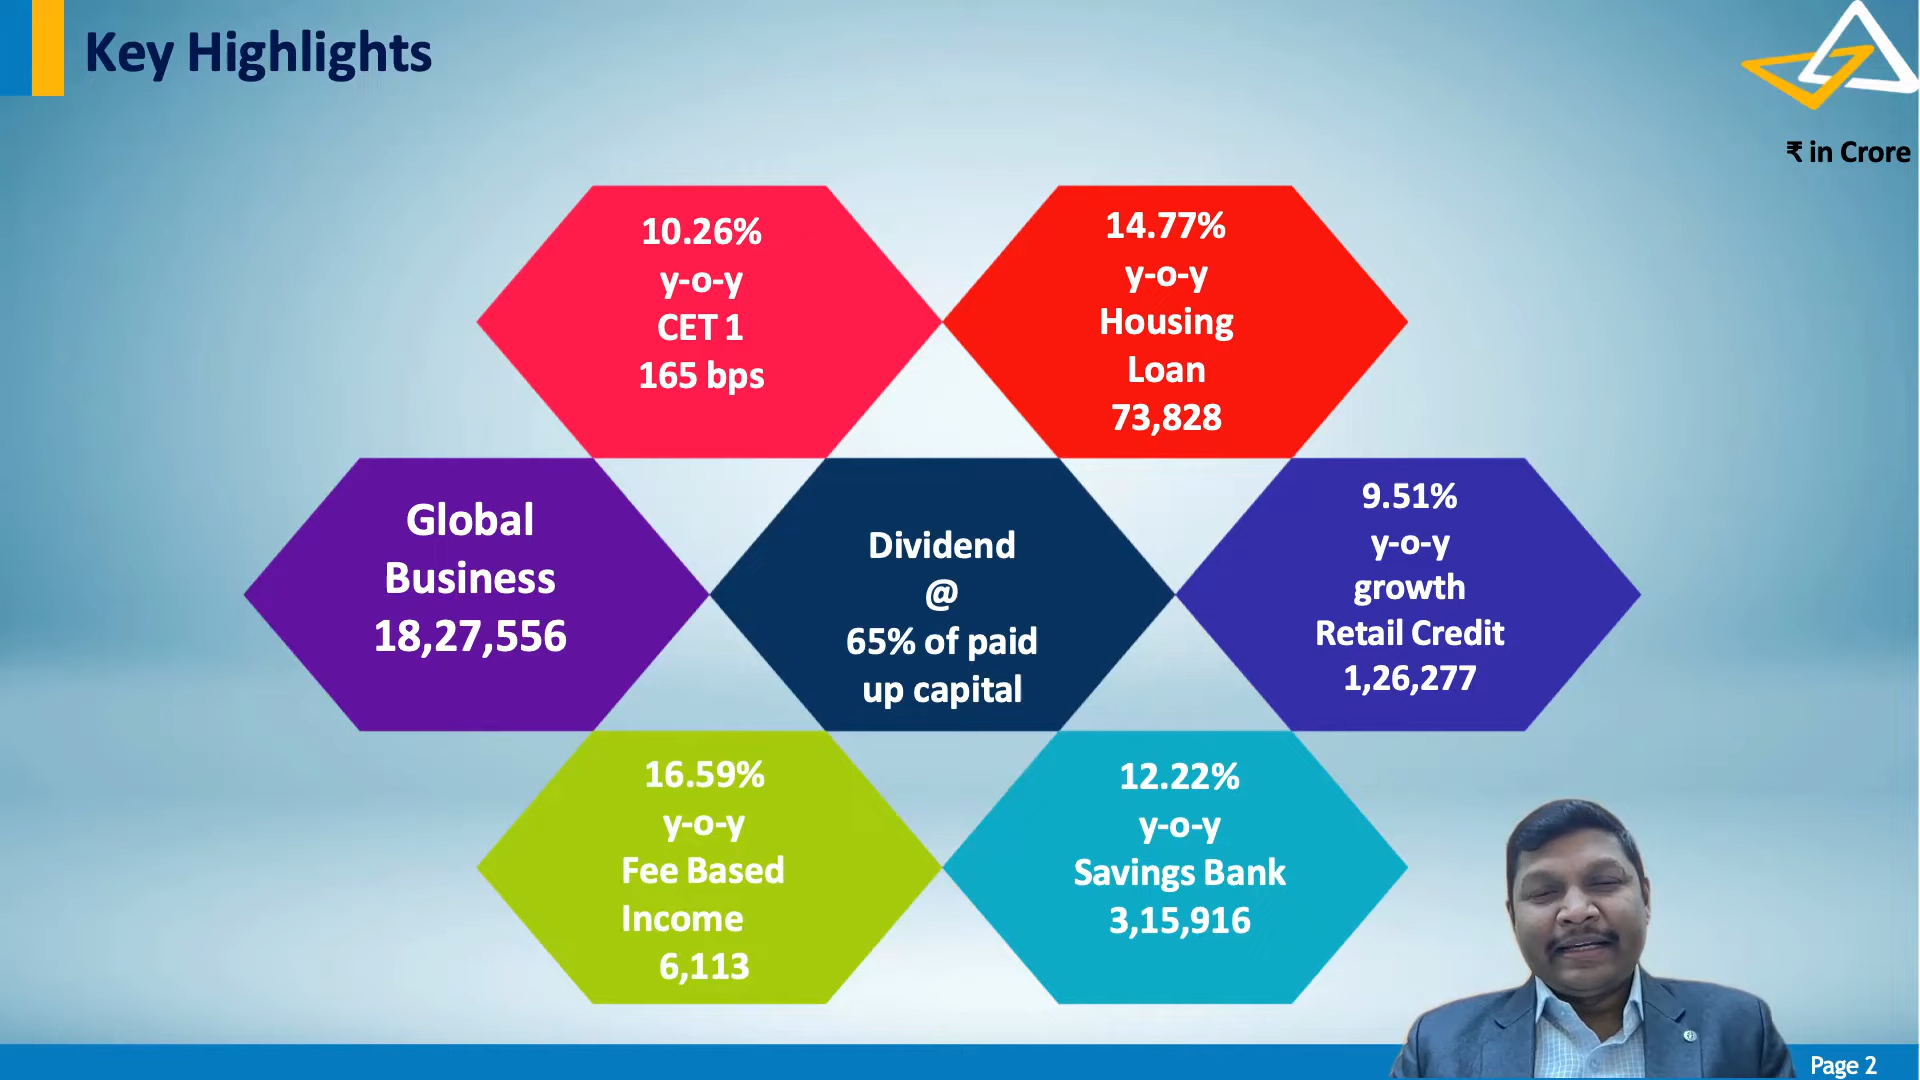 Key Highlights
₹ in Crore
10.26%
y-o-y
CET 1
165 bps
14.77%
y-o-y
Housing
Loan
73,828
Global
Business
18,27,556
Dividend
@
65% of paid
up capital
9.51%
y-o-y
growth
Retail Credit
1,26,277
16.59%
y-o-y
Fee Based
Income
6,113
12.22%
y-o-y
Savings Bank
3,15,916
Page 2